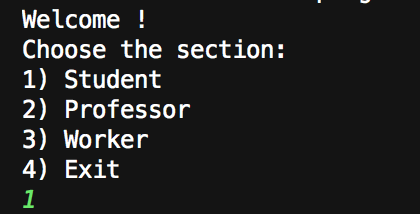 Welcome !
Choose the section:
1) Student
2) Professor
3) Worker
4) Exit
1